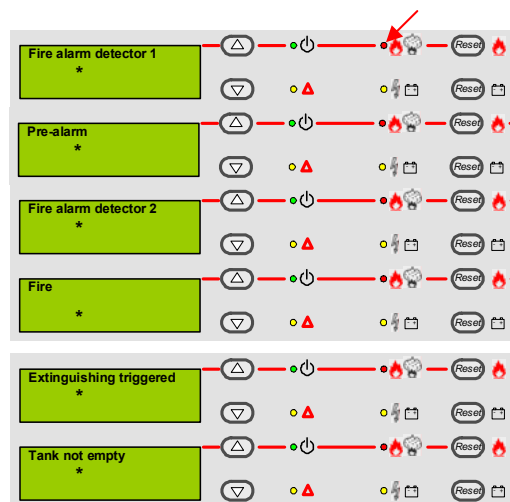 Fire alarm detector 1
*
Reset
Reset
Pre-alarm
*
Reset
Reset
Fire alarm detector 2
*
Reset
Reset
Fire
*
Reset
Reset
Extinguishing triggered
*
Reset
Reset
Tank not empty
*
Reset
Reset